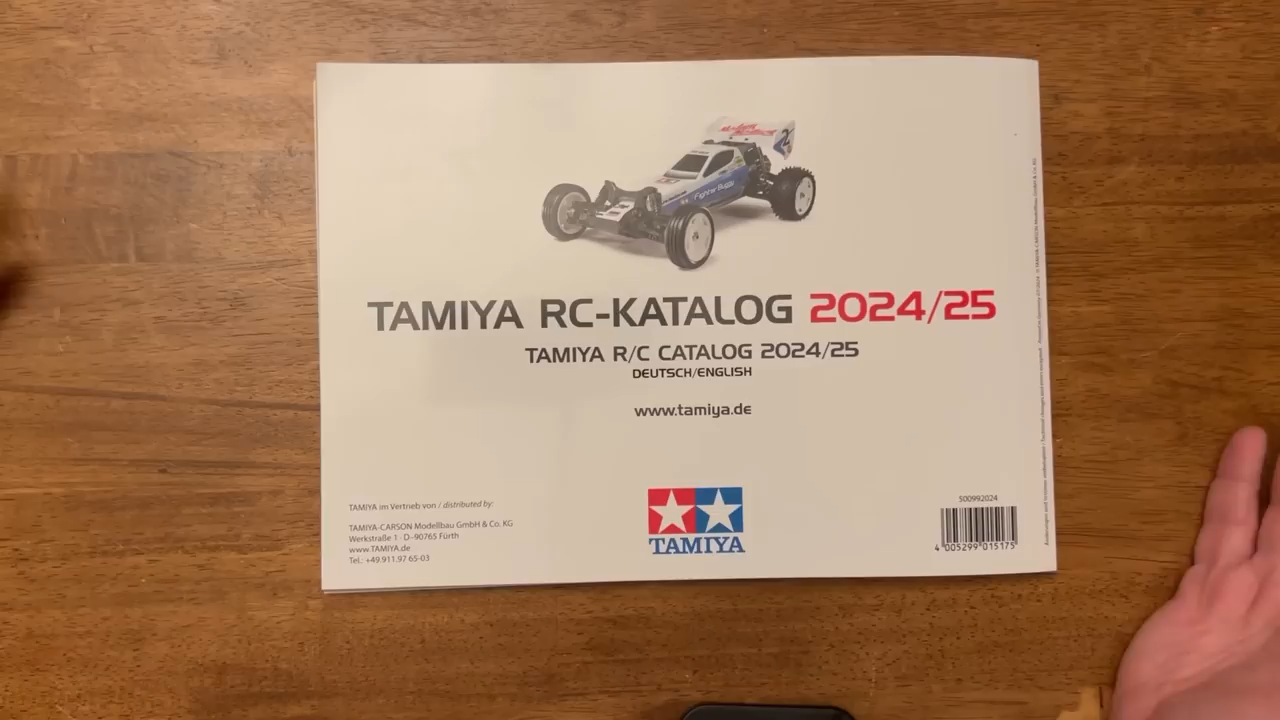 Fighter Buggy
TAMIYA RC-KATALOG 2024/25
TAMIYA R/C CATALOG 2024/25
DEUTSCH/ENGLISH
www.tamiya.de
TAMIYA im Vertrieb von / distributed by:
TAMIYA-CARSON Modellbau GmbH & Co. KG
Werkstraße 1 · D–90765 Fürth
www.TAMIYA.de
Tel.: +49.911.97 65-03
TAMIYA
500992024
4 005299 015175